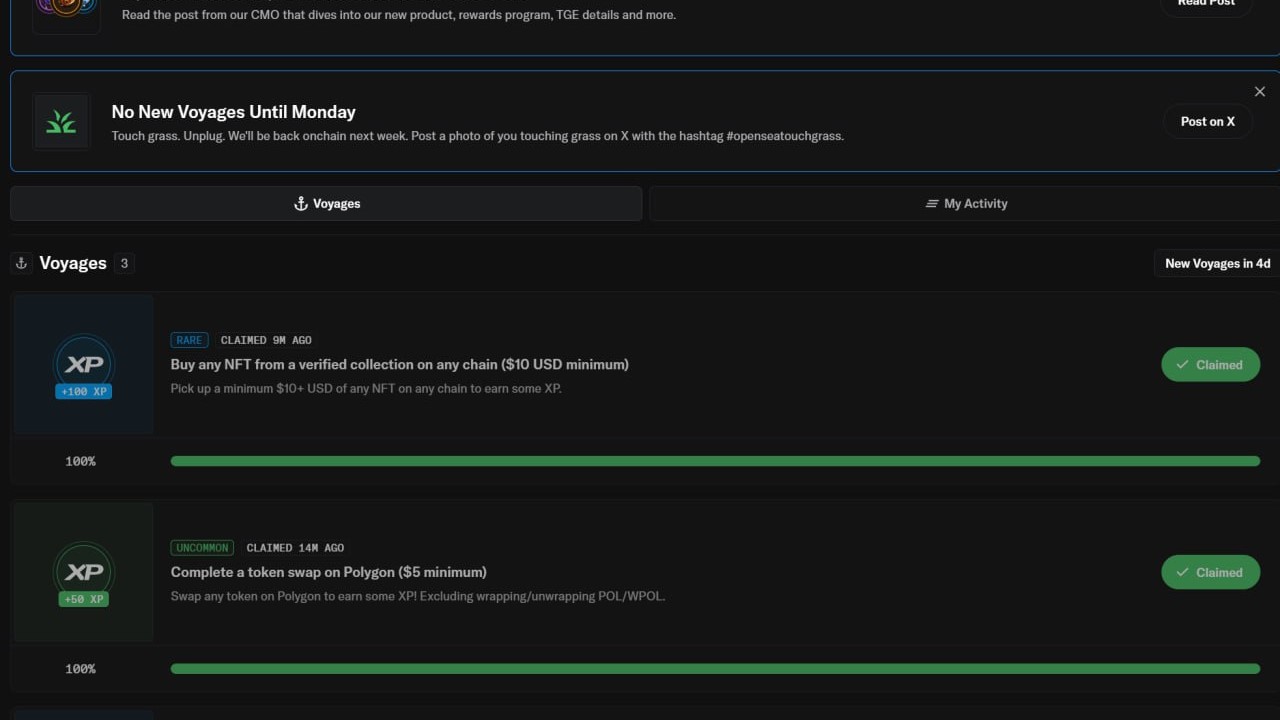 Read the post from our CMO that dives into our new product, rewards program, TGE details and more.
Read Post
No New Voyages Until Monday
Touch grass. Unplug. We'll be back onchain next week. Post a photo of you touching grass on X with the hashtag #openseatouchgrass.
Post on X
Voyages
My Activity
Voyages 3
New Voyages in 4d
XP
+100 XP
RARE CLAIMED 9M AGO
Buy any NFT from a verified collection on any chain ($10 USD minimum)
Pick up a minimum $10+ USD of any NFT on any chain to earn some XP.
Claimed
100%
XP
+50 XP
UNCOMMON CLAIMED 14M AGO
Complete a token swap on Polygon ($5 minimum)
Swap any token on Polygon to earn some XP! Excluding wrapping/unwrapping POL/WPOL.
Claimed
100%